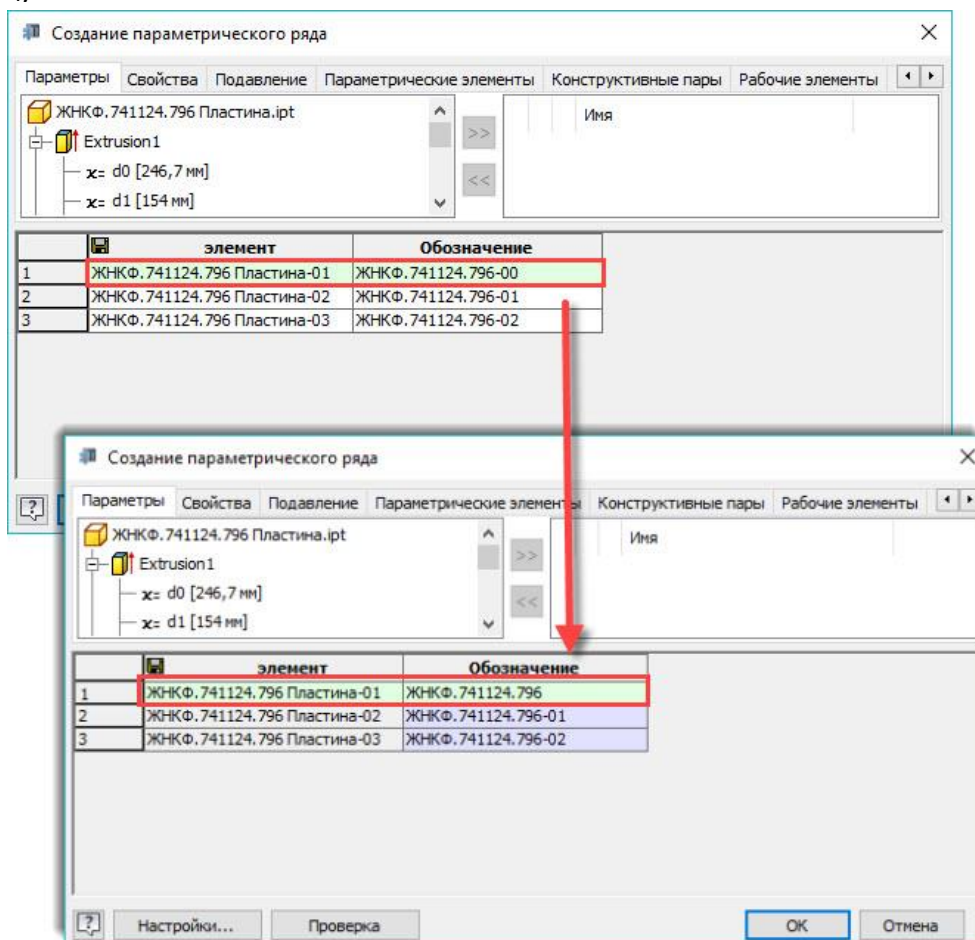 Создание параметрического ряда
Параметры Свойства Подавление Параметрические элементы Конструктивные пары Рабочие элементы
ЖНКФ.741124.796 Пластина.ipt
Extrusion1
x= d0 [246,7 мм]
x= d1 [154 мм]
>>
<<
Имя
элемент Обозначение
1 ЖНКФ.741124.796 Пластина-01 ЖНКФ.741124.796-00
2 ЖНКФ.741124.796 Пластина-02 ЖНКФ.741124.796-01
3 ЖНКФ.741124.796 Пластина-03 ЖНКФ.741124.796-02
?
Создание параметрического ряда
Параметры Свойства Подавление Параметрические элементы Конструктивные пары Рабочие элементы
ЖНКФ.741124.796 Пластина.ipt
Extrusion1
x= d0 [246,7 мм]
x= d1 [154 мм]
>>
<<
Имя
элемент Обозначение
1 ЖНКФ.741124.796 Пластина-01 ЖНКФ.741124.796
2 ЖНКФ.741124.796 Пластина-02 ЖНКФ.741124.796-01
3 ЖНКФ.741124.796 Пластина-03 ЖНКФ.741124.796-02
? Настройки... Проверка OK Отмена